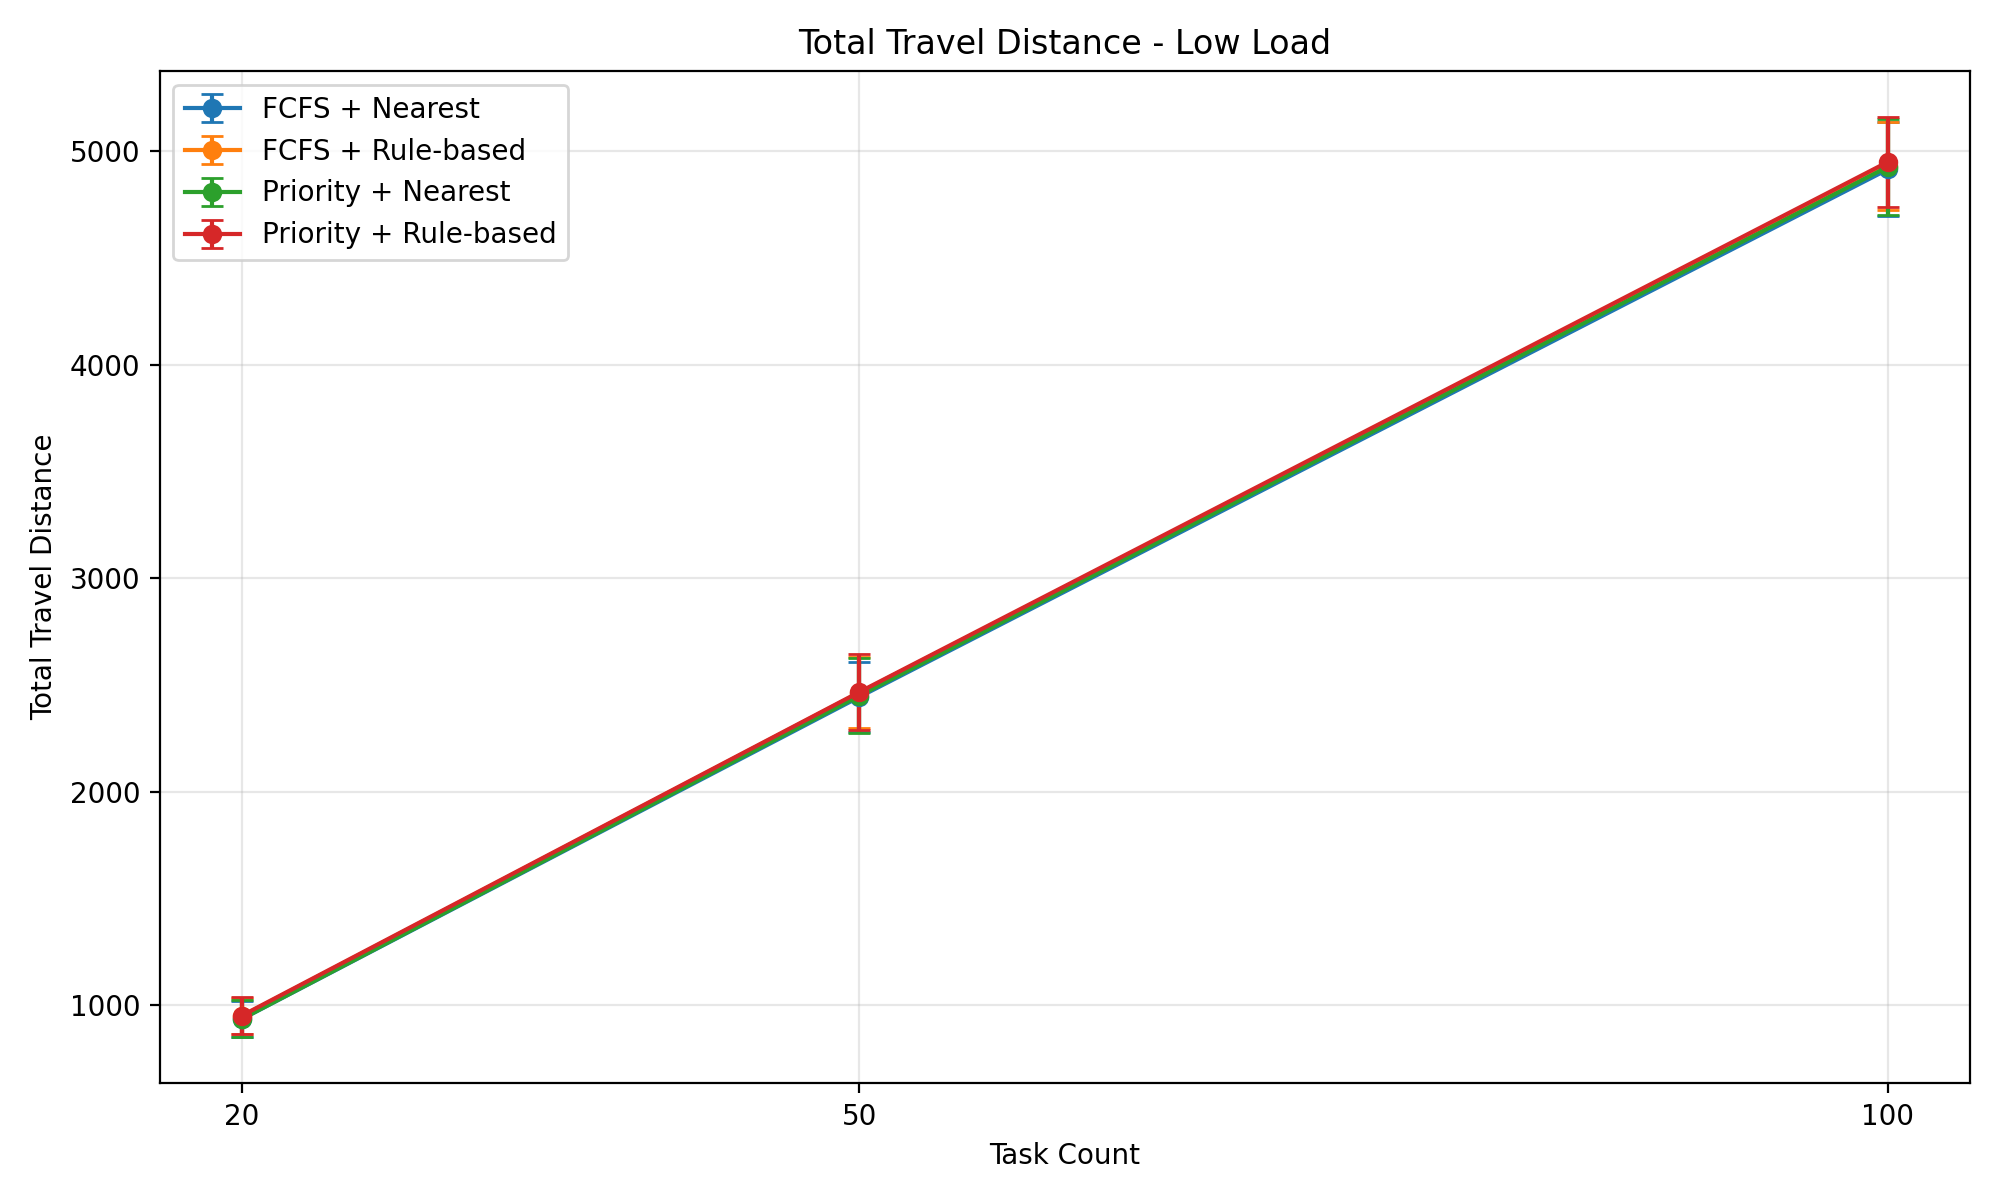 Total Travel Distance - Low Load
FCFS + Nearest
FCFS + Rule-based
Priority + Nearest
Priority + Rule-based
Total Travel Distance
5000
4000
3000
2000
1000
20
50
100
Task Count